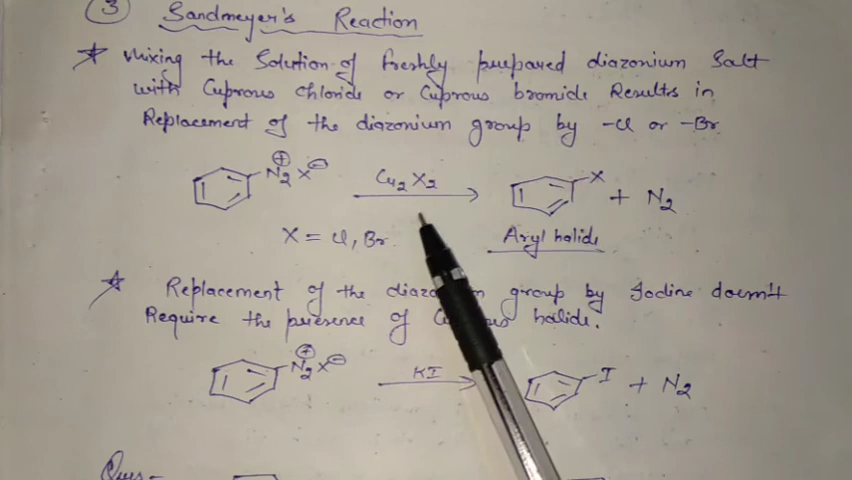 ③ Sandmeyer's Reaction
★ Mixing the Solution of freshly prepared diazonium Salt
with Cuprous chloride or Cuprous bromide Results in
Replacement of the diazonium group by -Cl or -Br.
N₂⊕ X⊖ Cu₂X₂ X + N₂
X = Cl, Br. Aryl halide
★ Replacement of the group by Iodine doesn't
Require the presence of halide.
N₂⊕ X⊖ KI I + N₂
Ques-